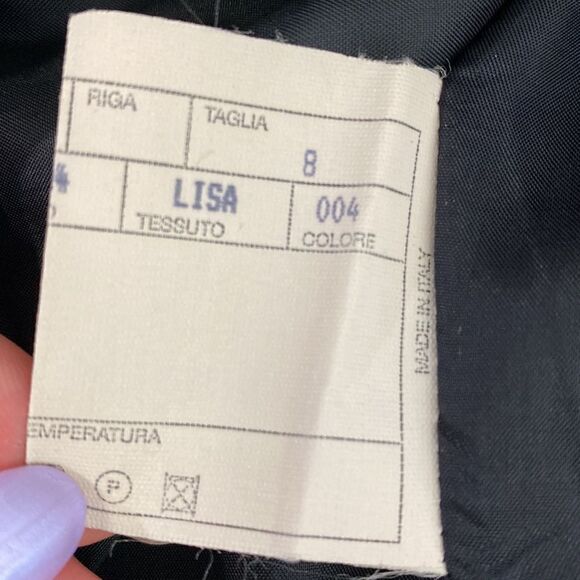 RIGA TAGLIA
8
LISA 004
TESSUTO COLORE
MADE IN ITALY
EMPERATURA
P